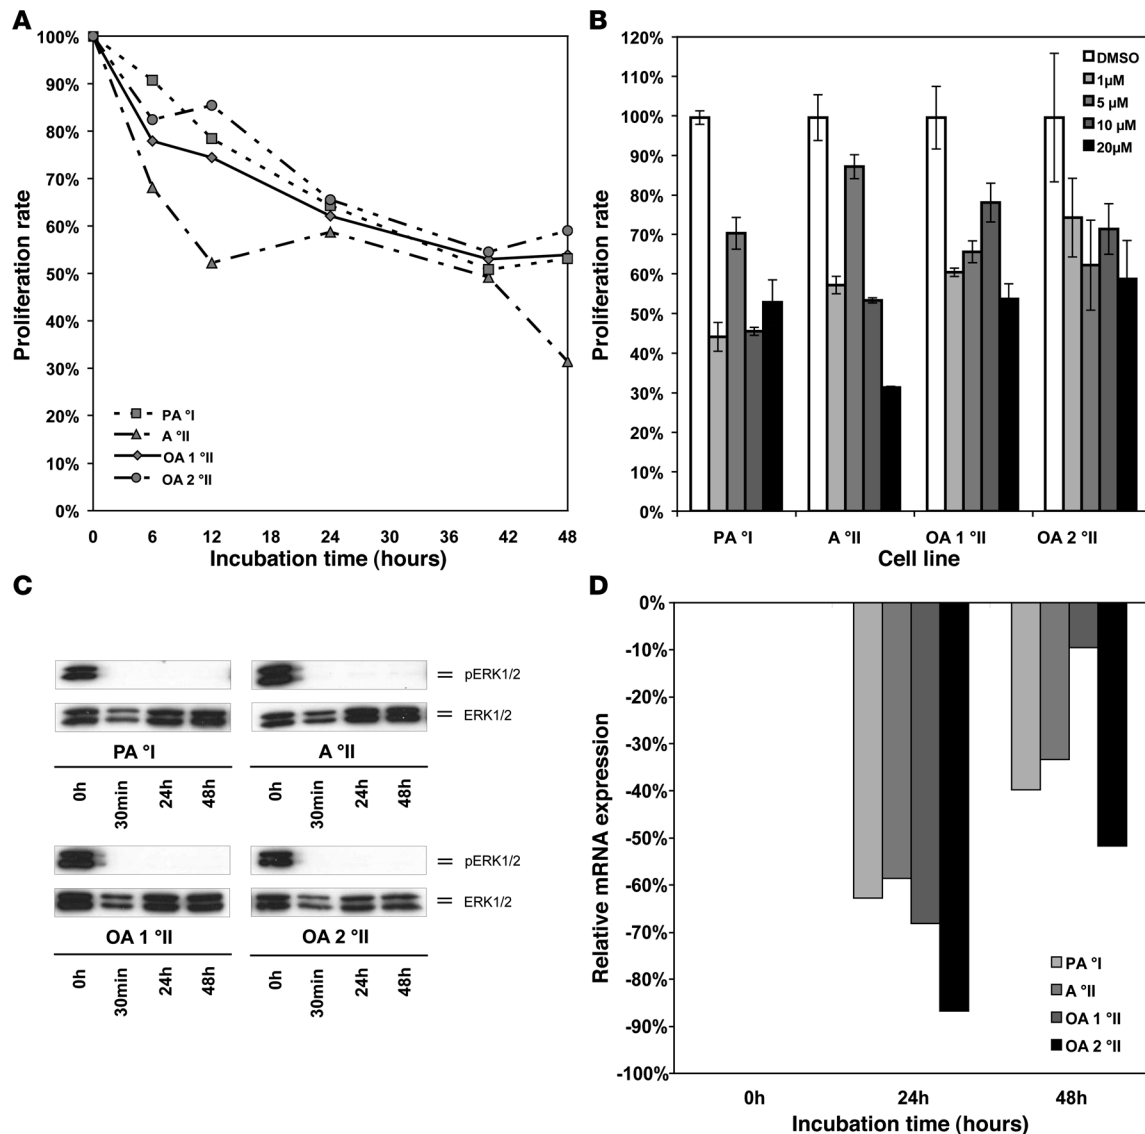 A
100%
90%
80%
70%
60%
50%
40%
30%
20%
10%
0%
Proliferation rate
PA °I
A °II
OA 1 °II
OA 2 °II
0 6 12 24 30 36 42 48
Incubation time (hours)
B
120%
110%
100%
90%
80%
70%
60%
50%
40%
30%
20%
10%
0%
Proliferation rate
DMSO
1µM
5 µM
10 µM
20µM
PA °I A °II OA 1 °II OA 2 °II
Cell line
C
pERK1/2
ERK1/2
PA °I A °II
0h 30min 24h 48h 0h 30min 24h 48h
pERK1/2
ERK1/2
OA 1 °II OA 2 °II
0h 30min 24h 48h 0h 30min 24h 48h
D
0%
-10%
-20%
-30%
-40%
-50%
-60%
-70%
-80%
-90%
-100%
Relative mRNA expression
PA °I
A °II
OA 1 °II
OA 2 °II
0h 24h 48h
Incubation time (hours)